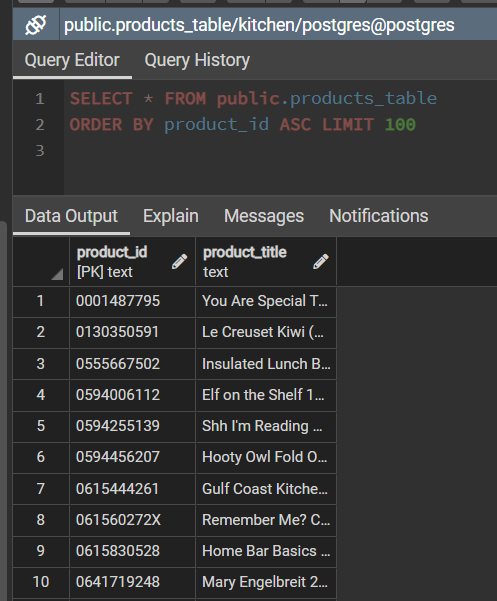 public.products_table/kitchen/postgres@postgres
Query Editor Query History
1 SELECT * FROM public.products_table
2 ORDER BY product_id ASC LIMIT 100
3
Data Output Explain Messages Notifications
product_id product_title
[PK] text text
1 0001487795 You Are Special T...
2 0130350591 Le Creuset Kiwi (...
3 0555667502 Insulated Lunch B...
4 0594006112 Elf on the Shelf 1...
5 0594255139 Shh I'm Reading ...
6 0594456207 Hooty Owl Fold O...
7 0615444261 Gulf Coast Kitche...
8 061560272X Remember Me? C...
9 0615830528 Home Bar Basics ...
10 0641719248 Mary Engelbreit 2...